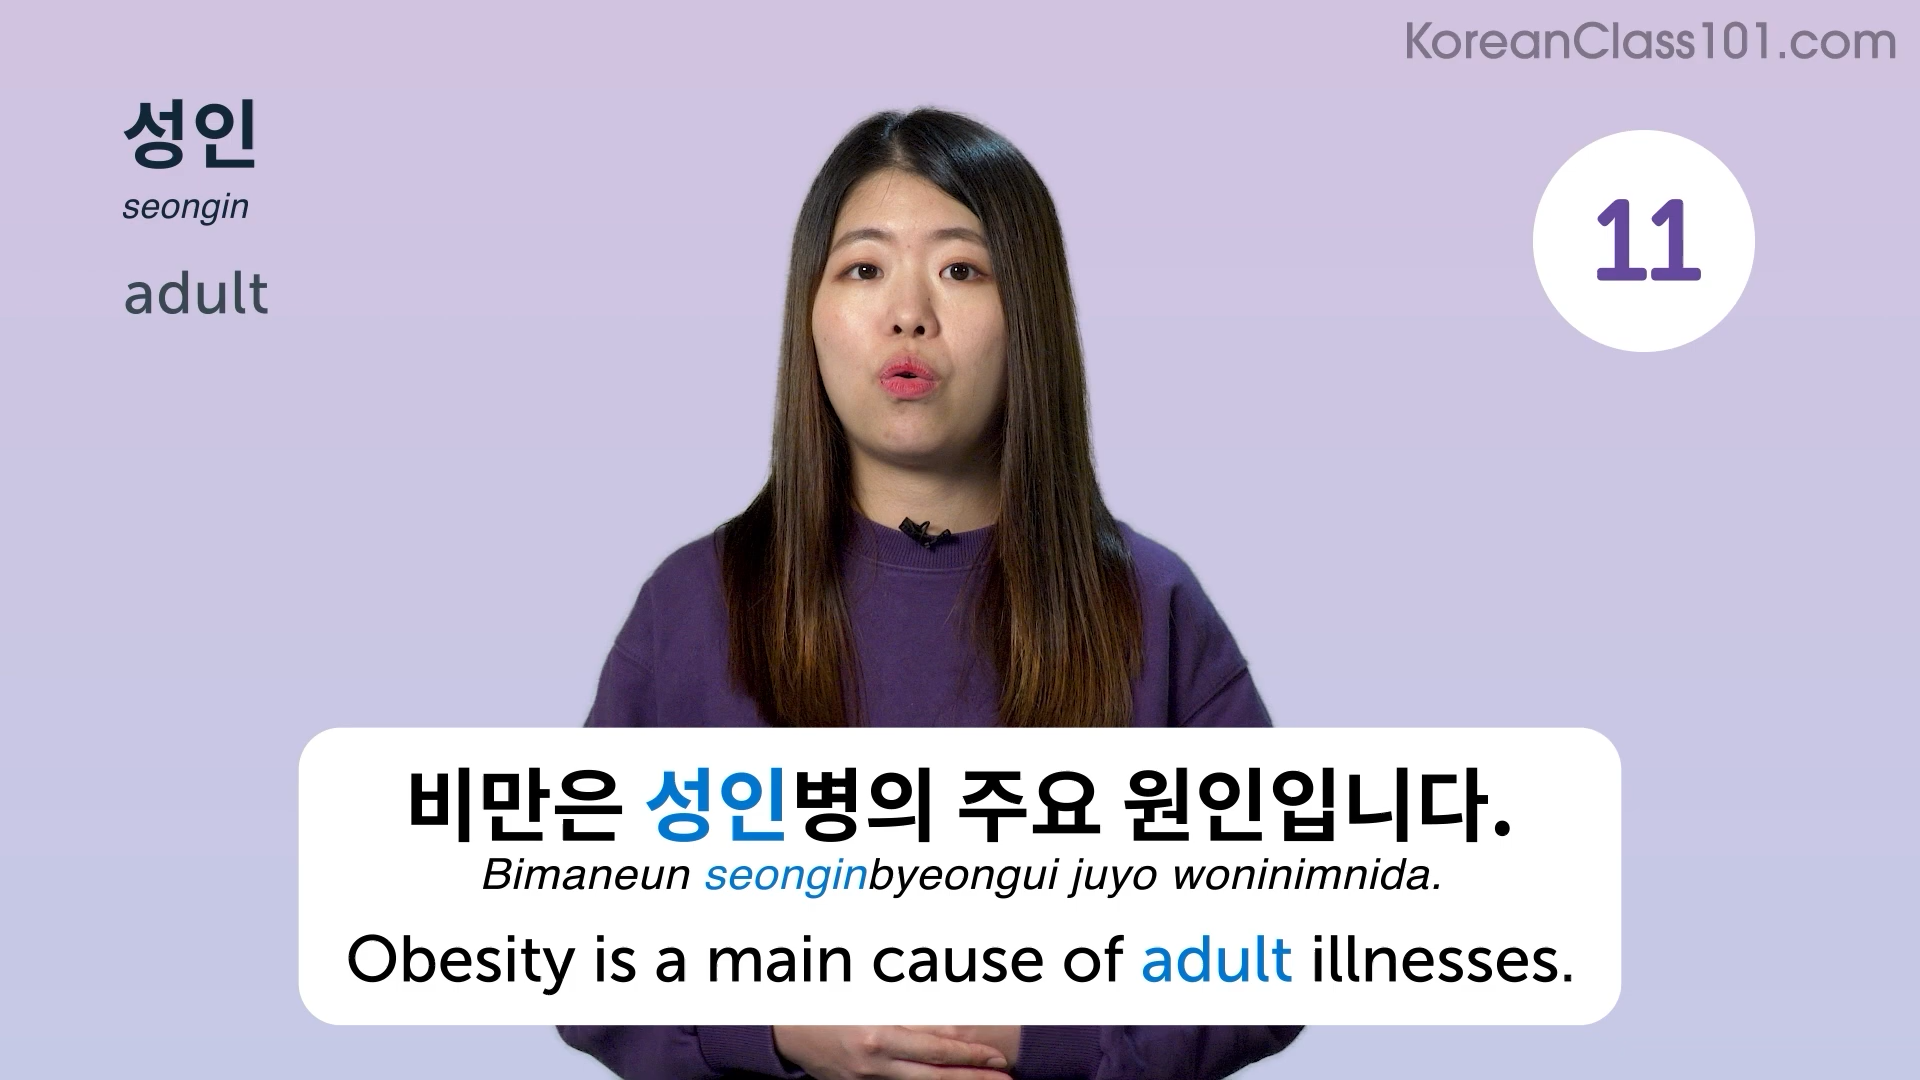 KoreanClass101.com
성인
seongin
adult
11
비만은 성인병의 주요 원인입니다.
Bimaneun seonginbyeongui juyo woninimnida.
Obesity is a main cause of adult illnesses.